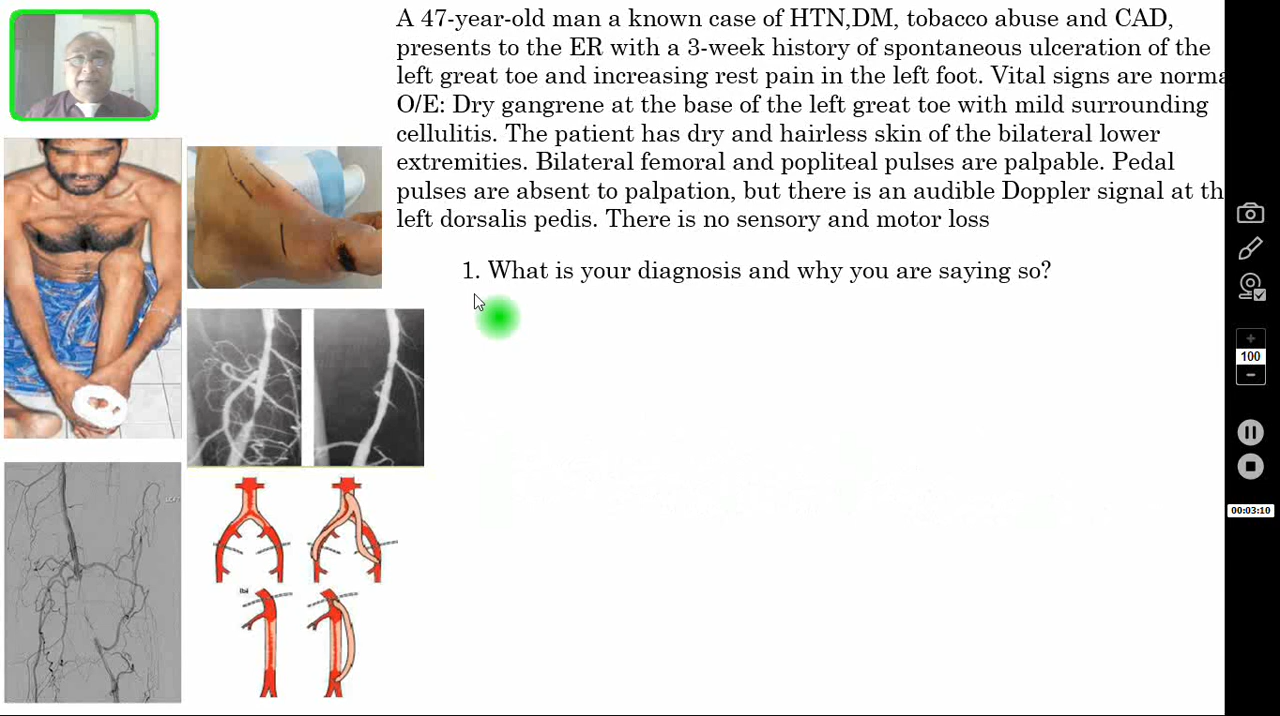 A 47-year-old man a known case of HTN,DM, tobacco abuse and CAD,
presents to the ER with a 3-week history of spontaneous ulceration of the
left great toe and increasing rest pain in the left foot. Vital signs are norma
O/E: Dry gangrene at the base of the left great toe with mild surrounding
cellulitis. The patient has dry and hairless skin of the bilateral lower
extremities. Bilateral femoral and popliteal pulses are palpable. Pedal
pulses are absent to palpation, but there is an audible Doppler signal at th
left dorsalis pedis. There is no sensory and motor loss
1. What is your diagnosis and why you are saying so?
100
00:03:10